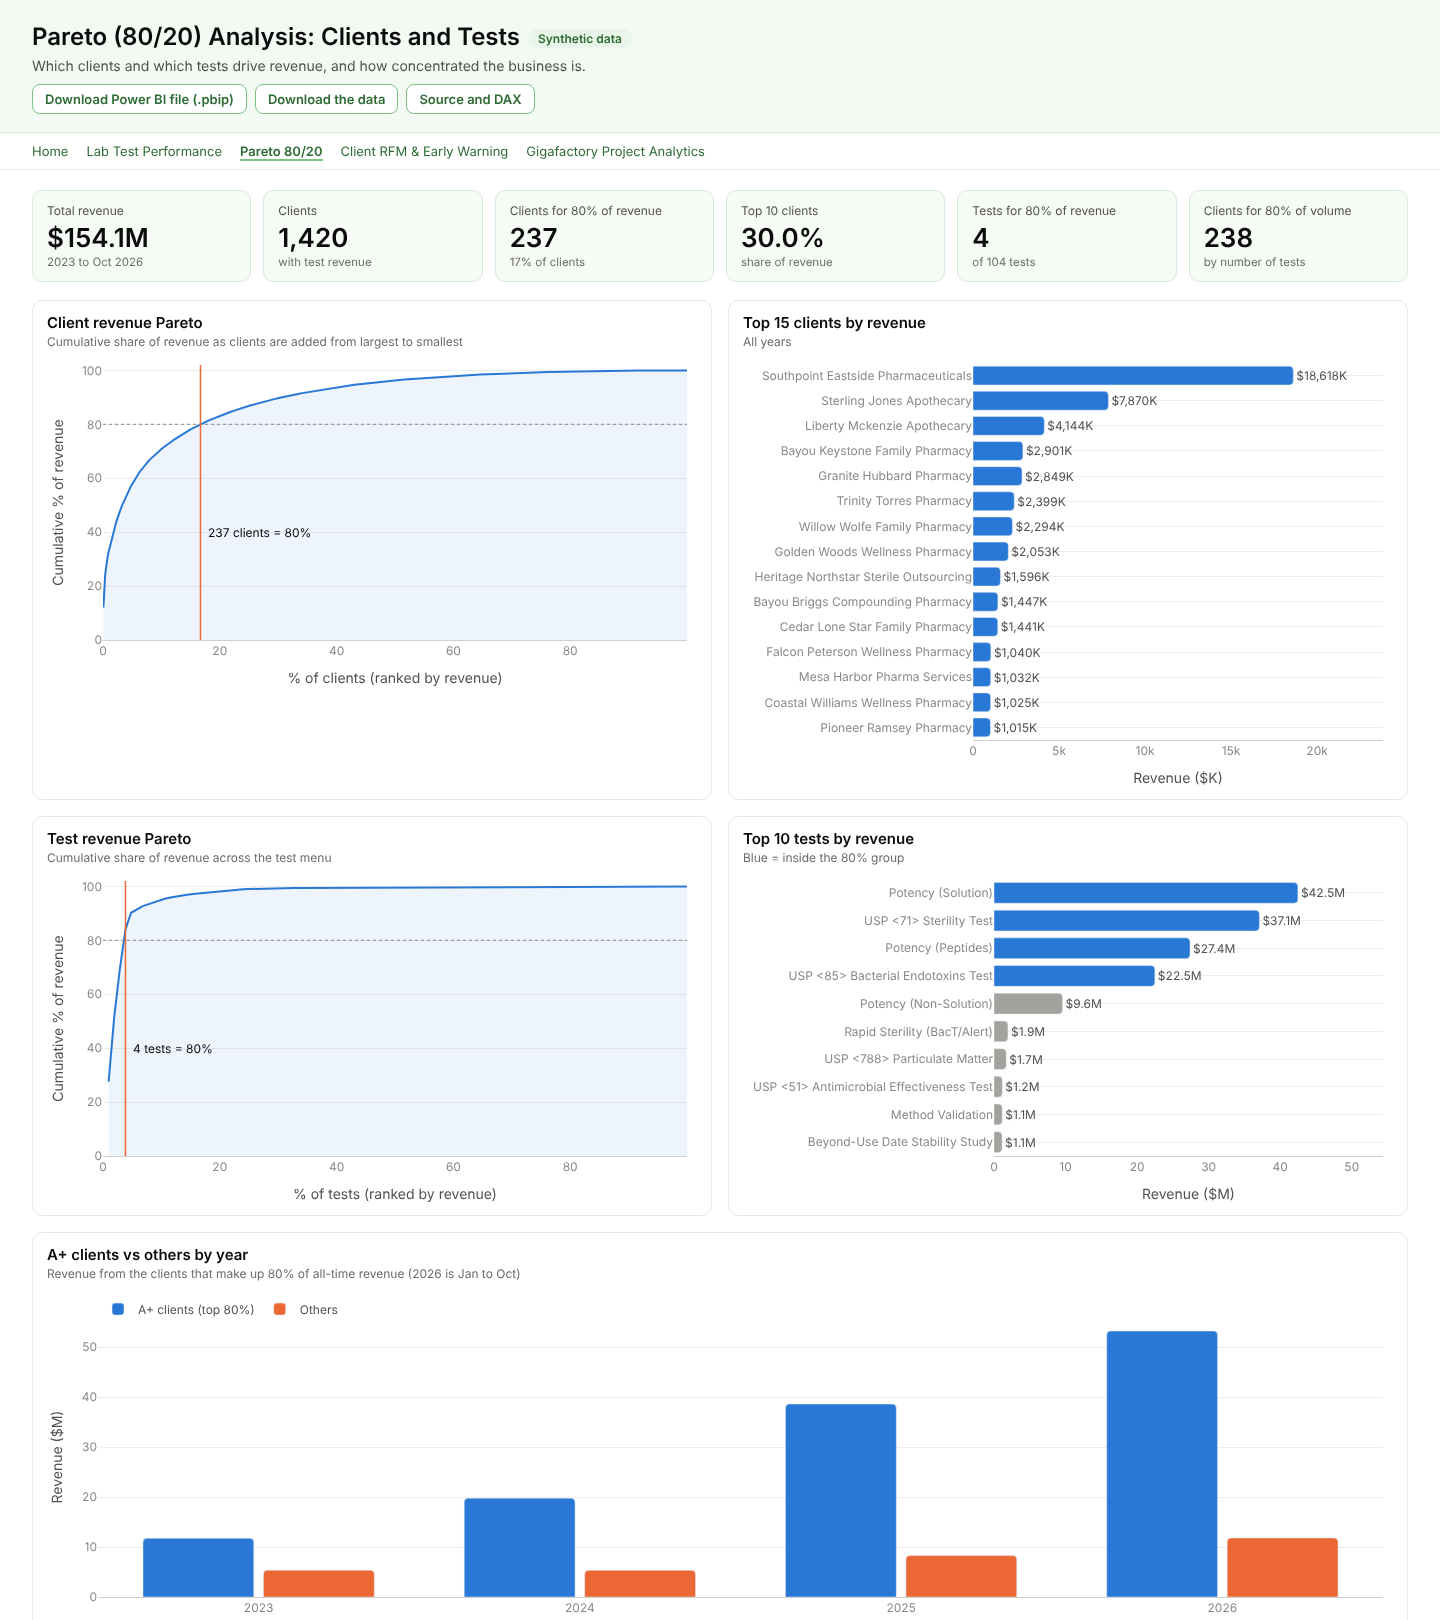 Pareto (80/20) Analysis: Clients and Tests Synthetic data
Which clients and which tests drive revenue, and how concentrated the business is.
Download Power BI file (.pbip) Download the data Source and DAX
Home Lab Test Performance Pareto 80/20 Client RFM & Early Warning Gigafactory Project Analytics
Total revenue
$154.1M
2023 to Oct 2026
Clients
1,420
with test revenue
Clients for 80% of revenue
237
17% of clients
Top 10 clients
30.0%
share of revenue
Tests for 80% of revenue
4
of 104 tests
Clients for 80% of volume
238
by number of tests
Client revenue Pareto
Cumulative share of revenue as clients are added from largest to smallest
Cumulative % of revenue
100
80
60
40
20
0
237 clients = 80%
0 20 40 60 80
% of clients (ranked by revenue)
Top 15 clients by revenue
All years
Southpoint Eastside Pharmaceuticals $18,618K
Sterling Jones Apothecary $7,870K
Liberty Mckenzie Apothecary $4,144K
Bayou Keystone Family Pharmacy $2,901K
Granite Hubbard Pharmacy $2,849K
Trinity Torres Pharmacy $2,399K
Willow Wolfe Family Pharmacy $2,294K
Golden Woods Wellness Pharmacy $2,053K
Heritage Northstar Sterile Outsourcing $1,596K
Bayou Briggs Compounding Pharmacy $1,447K
Cedar Lone Star Family Pharmacy $1,441K
Falcon Peterson Wellness Pharmacy $1,040K
Mesa Harbor Pharma Services $1,032K
Coastal Williams Wellness Pharmacy $1,025K
Pioneer Ramsey Pharmacy $1,015K
0 5k 10k 15k 20k
Revenue ($K)
Test revenue Pareto
Cumulative share of revenue across the test menu
Cumulative % of revenue
100
80
60
40
20
0
4 tests = 80%
0 20 40 60 80
% of tests (ranked by revenue)
Top 10 tests by revenue
Blue = inside the 80% group
Potency (Solution) $42.5M
USP <71> Sterility Test $37.1M
Potency (Peptides) $27.4M
USP <85> Bacterial Endotoxins Test $22.5M
Potency (Non-Solution) $9.6M
Rapid Sterility (BacT/Alert) $1.9M
USP <788> Particulate Matter $1.7M
USP <51> Antimicrobial Effectiveness Test $1.2M
Method Validation $1.1M
Beyond-Use Date Stability Study $1.1M
0 10 20 30 40 50
Revenue ($M)
A+ clients vs others by year
Revenue from the clients that make up 80% of all-time revenue (2026 is Jan to Oct)
A+ clients (top 80%) Others
Revenue ($M)
50
40
30
20
10
0
2023 2024 2025 2026